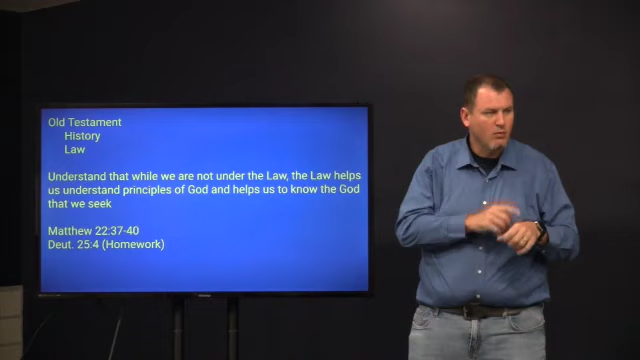 Old Testament
History
Law
Understand that while we are not under the Law, the Law helps
us understand principles of God and helps us to know the God
that we seek
Matthew 22:37-40
Deut. 25:4 (Homework)